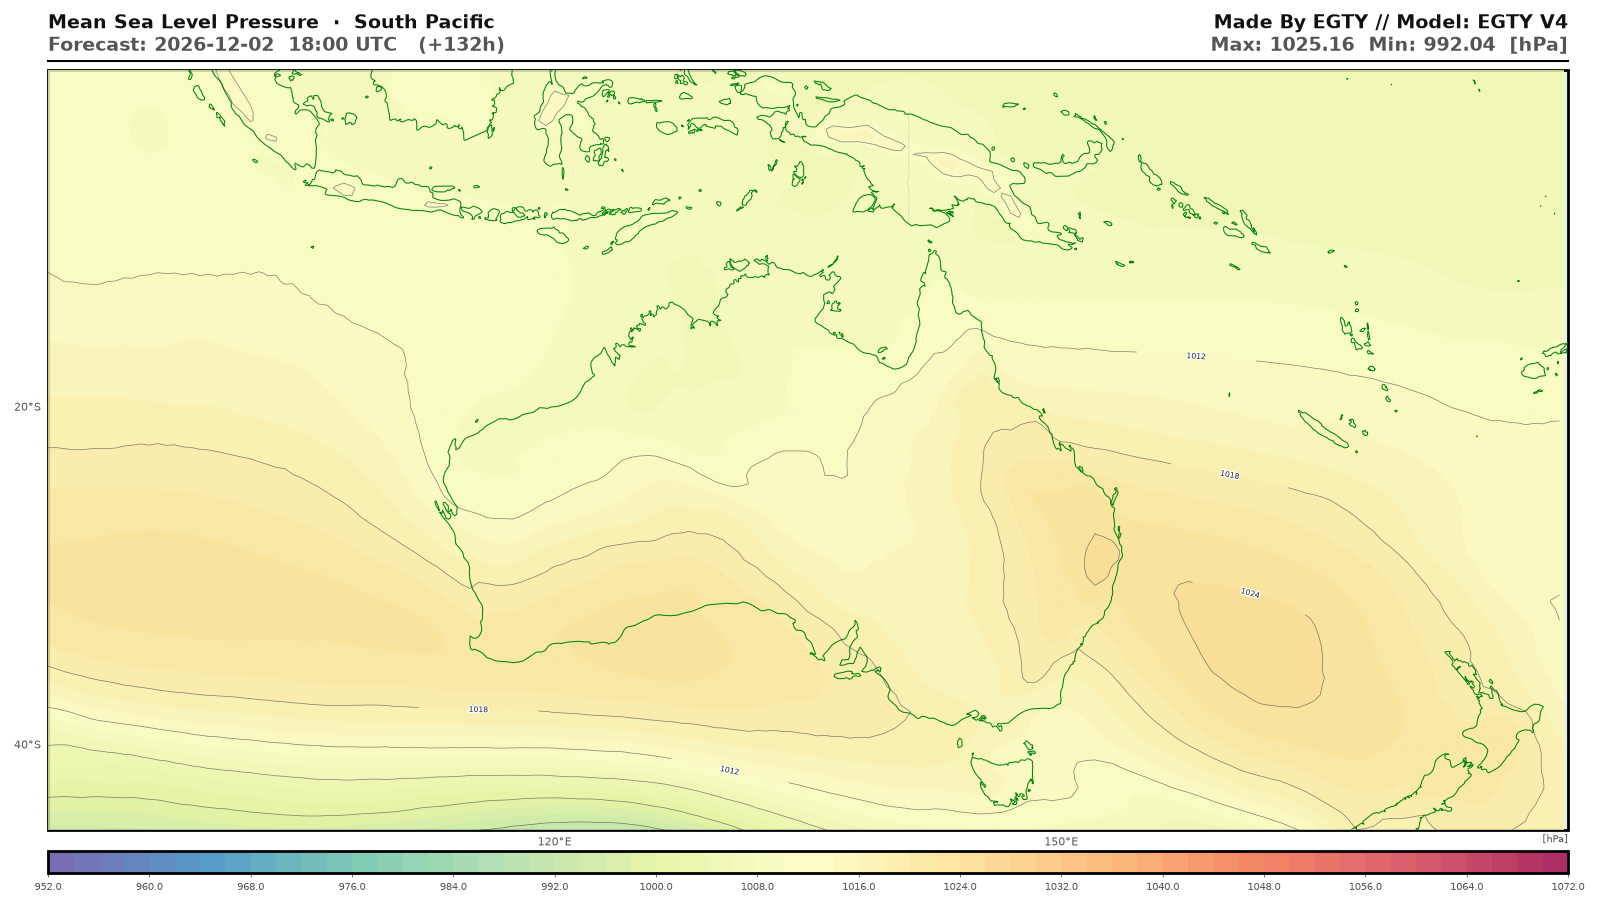 Mean Sea Level Pressure · South Pacific
Made By EGTY // Model: EGTY V4
Forecast: 2026-12-02 18:00 UTC (+132h)
Max: 1025.16 Min: 992.04 [hPa]
1012
20°S
1018
1024
1018
40°S
1012
120°E
150°E
[hPa]
952.0 960.0 968.0 976.0 984.0 992.0 1000.0 1008.0 1016.0 1024.0 1032.0 1040.0 1048.0 1056.0 1064.0 1072.0